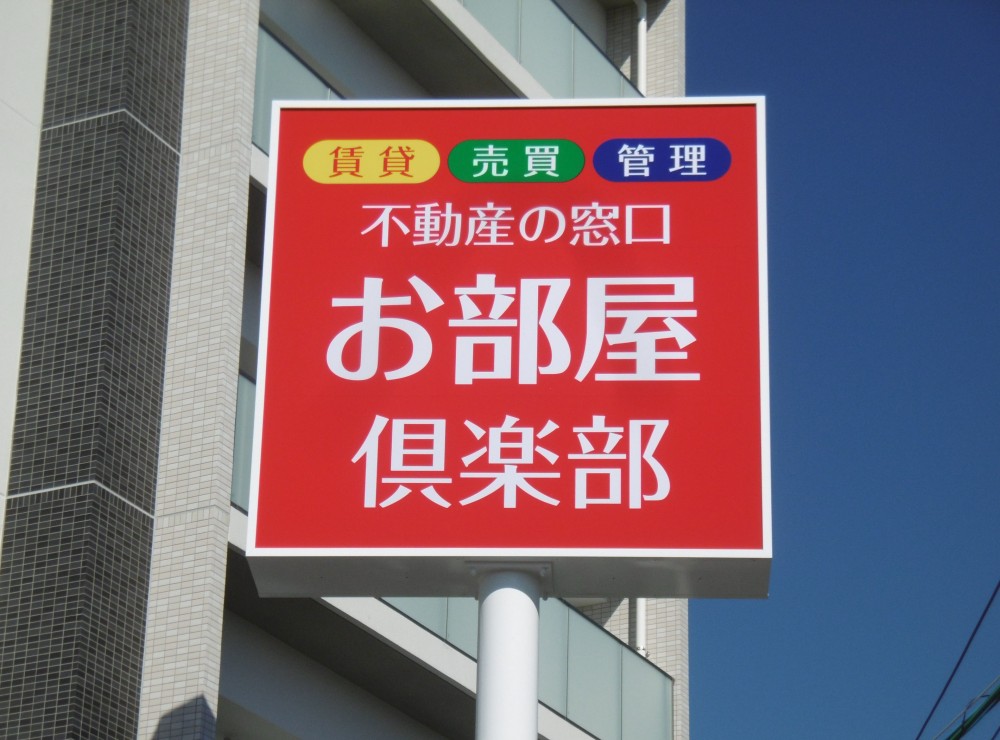 賃貸 売買 管理
不動産の窓口
お部屋
倶楽部